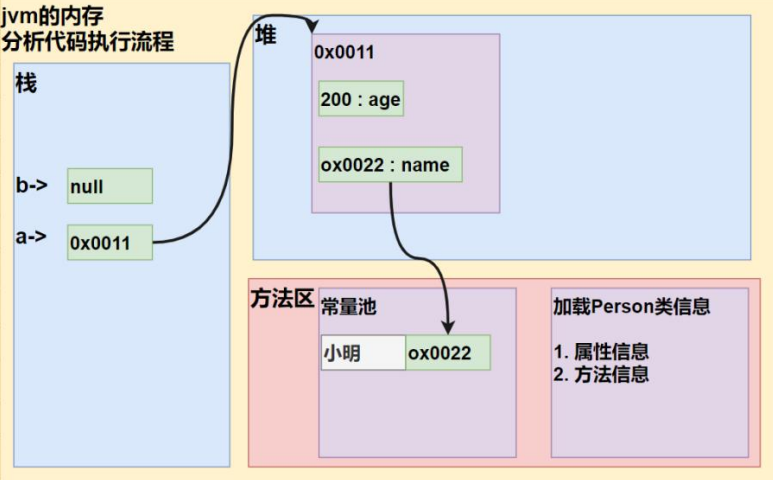 jvm的内存
分析代码执行流程
栈
b-> null
a-> 0x0011
堆
0x0011
200 : age
ox0022 : name
方法区
常量池
小明 ox0022
加载Person类信息
1. 属性信息
2. 方法信息